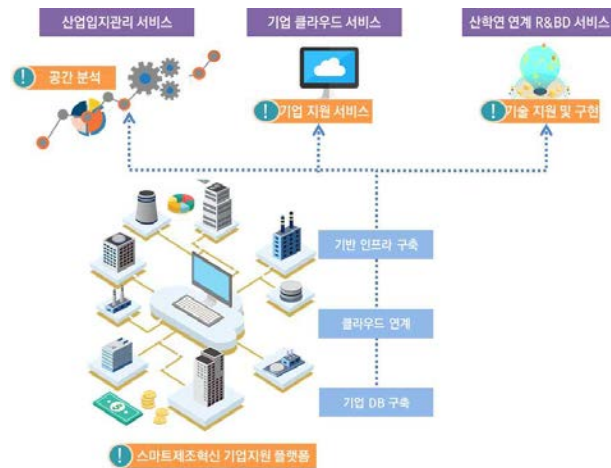 산업입지관리 서비스
기업 클라우드 서비스
산학연 연계 R&BD 서비스
! 공간 분석
! 기업 지원 서비스
! 기술 지원 및 구현
기반 인프라 구축
클라우드 연계
기업 DB 구축
! 스마트제조혁신 기업지원 플랫폼
$